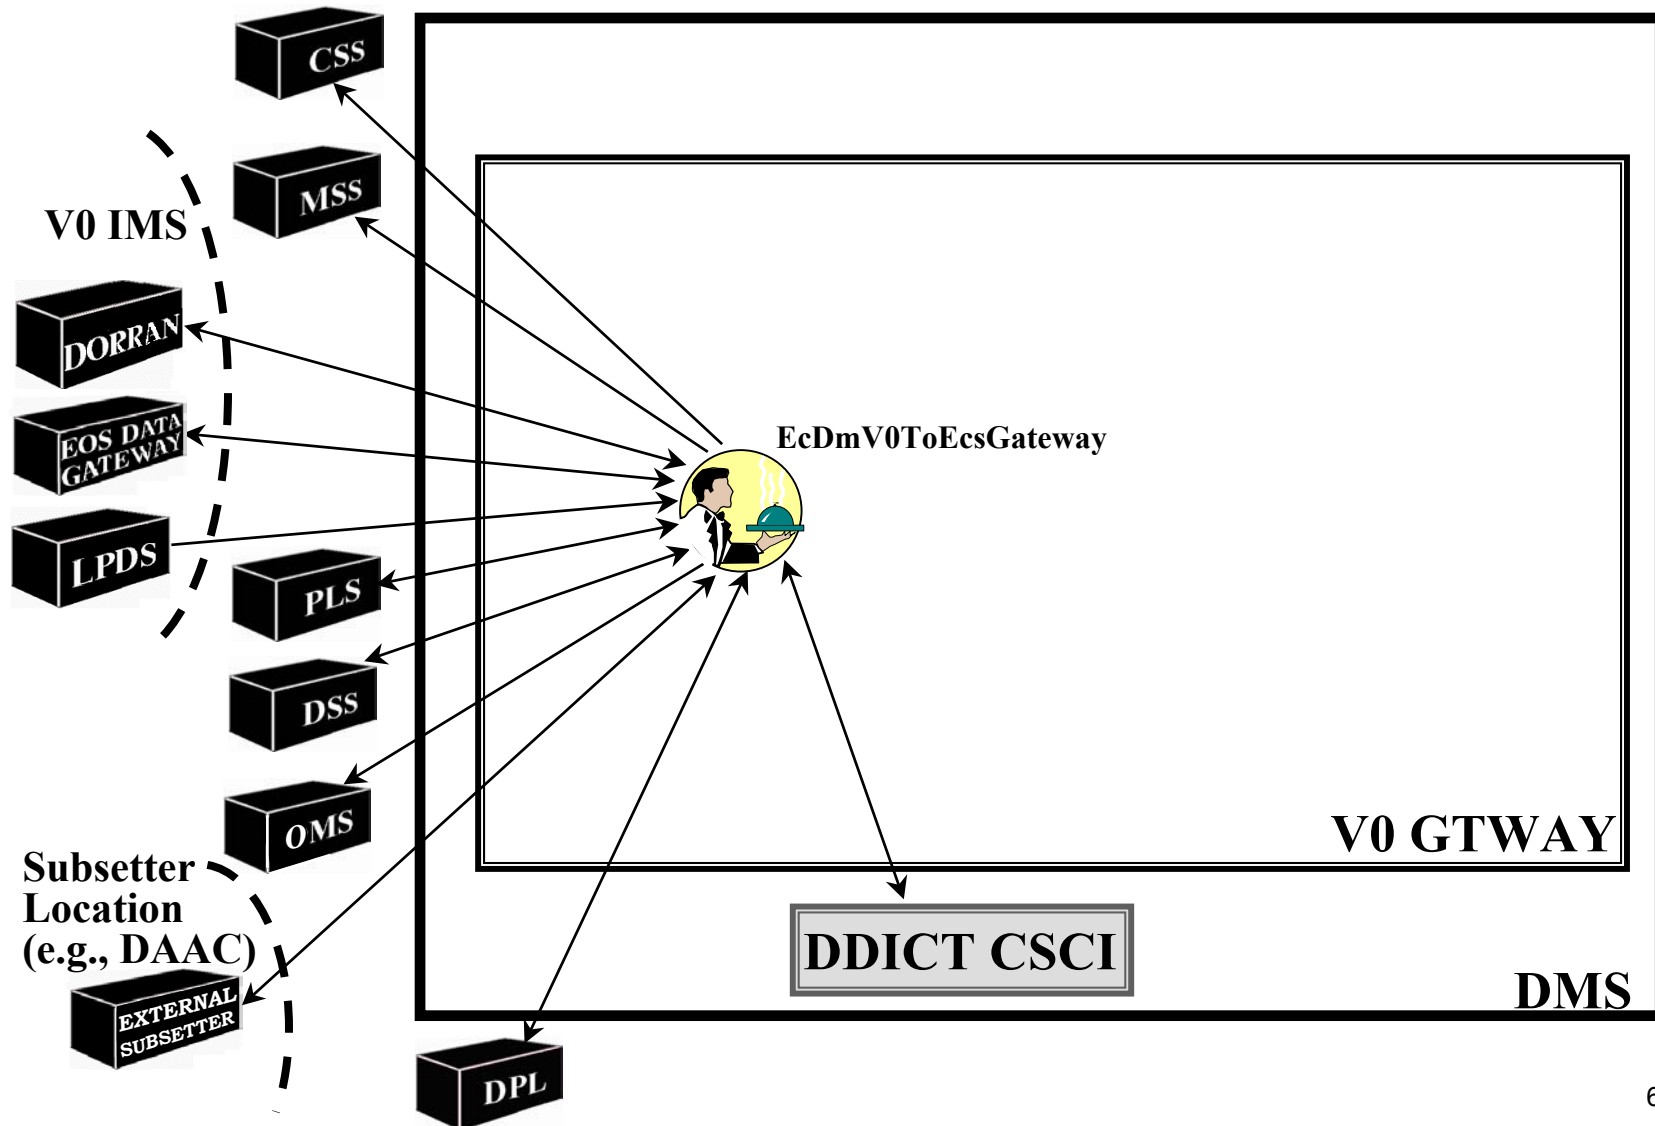 CSS
MSS
V0 IMS
DORRAN
EOS DATA
GATEWAY
LPDS
PLS
DSS
OMS
Subsetter
Location
(e.g., DAAC)
EXTERNAL
SUBSETTER
DPL
EcDmV0ToEcsGateway
V0 GTWAY
DDICT CSCI
DMS
6